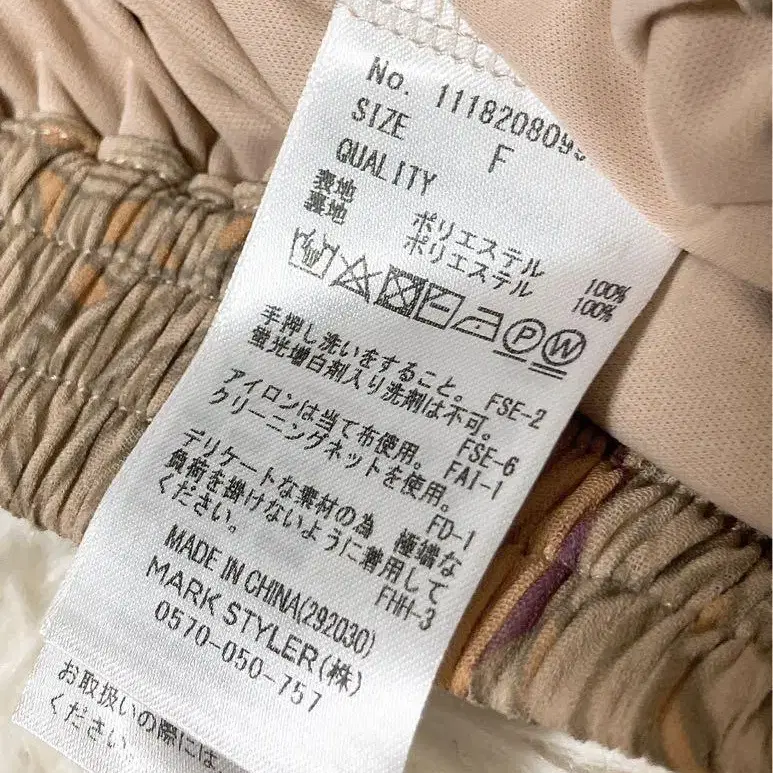 No. 111820809
SIZE F
QUALITY
表地 ポリエステル 100%
裏地 ポリエステル 100%
P W
手押し洗いをすること。 FSE-2
蛍光増白剤入り洗剤は不可。 FSE-6
アイロンは当て布使用。 FAI-1
クリーニングネットを使用。 FD-1
デリケートな素材の為 極端な
負荷を掛けないように着用して
ください。 FHH-3
MADE IN CHINA(292030)
MARK STYLER(株)
0570-050-757
お取扱いの際には、
ください。